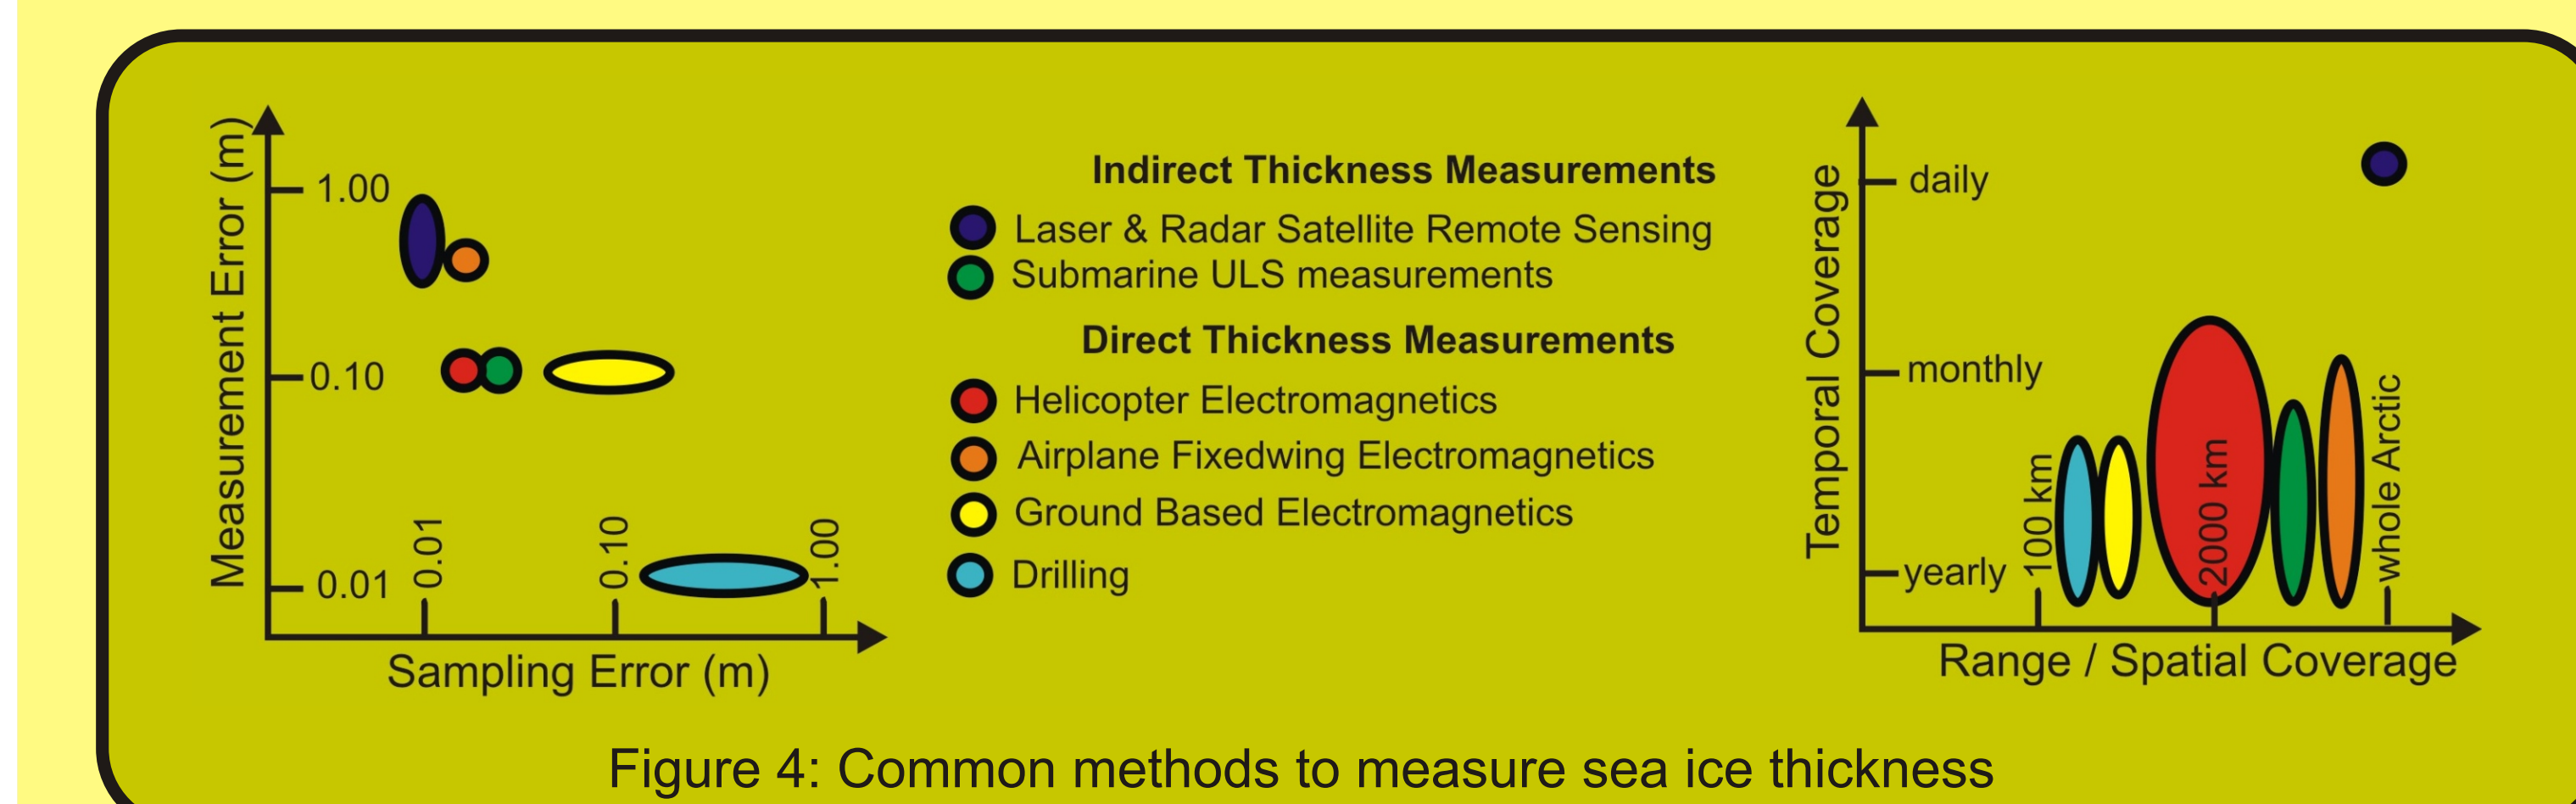 Measurement Error (m)
1.00
0.10
0.01
0.01
0.10
1.00
Sampling Error (m)
Indirect Thickness Measurements
Laser & Radar Satellite Remote Sensing
Submarine ULS measurements
Direct Thickness Measurements
Helicopter Electromagnetics
Airplane Fixedwing Electromagnetics
Ground Based Electromagnetics
Drilling
Temporal Coverage
daily
monthly
yearly
100 km
2000 km
whole Arctic
Range / Spatial Coverage
Figure 4: Common methods to measure sea ice thickness